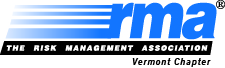 rma®
THE RISK MANAGEMENT ASSOCIATION
Vermont Chapter